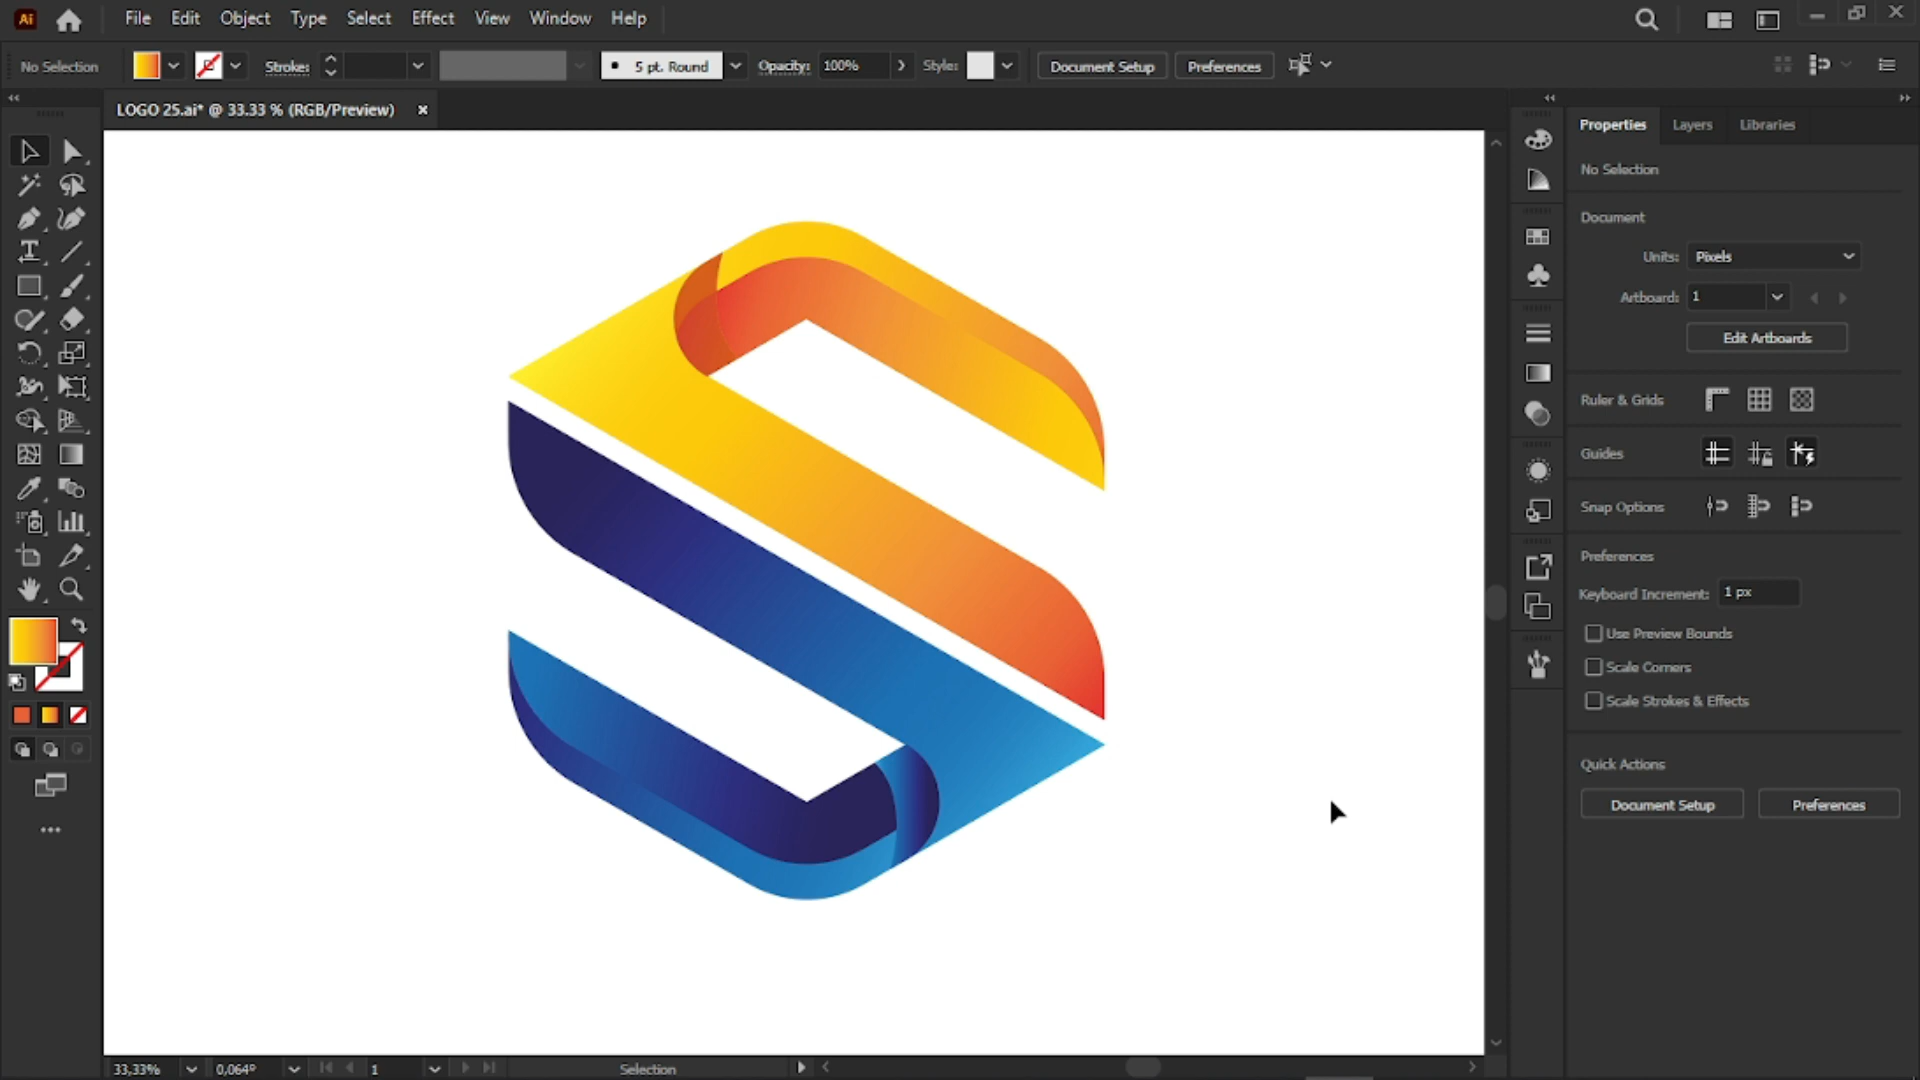 Ai File Edit Object Type Select Effect View Window Help
No Selection Stroke: 5 pt. Round Opacity: 100% Style: Document Setup Preferences
LOGO 25.ai* @ 33.33 % (RGB/Preview) ×
Properties Layers Libraries
No Selection
Document
Units: Pixels
Artboard: 1
Edit Artboards
Ruler & Grids
Guides
Snap Options
Preferences
Keyboard Increment: 1 px
Use Preview Bounds
Scale Corners
Scale Strokes & Effects
Quick Actions
Document Setup Preferences
33,33% 0,064º 1 Selection